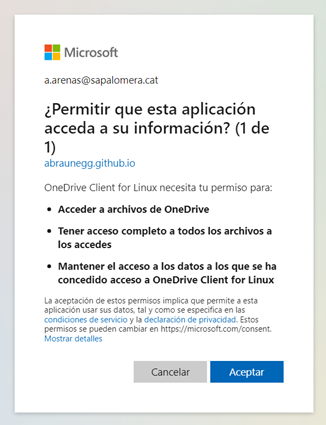 Microsoft
a.arenas@sapalomera.cat
¿Permitir que esta aplicación
acceda a su información? (1 de
1)
abraunegg.github.io
OneDrive Client for Linux necesita tu permiso para:
• Acceder a archivos de OneDrive
• Tener acceso completo a todos los archivos a
los accedes
• Mantener el acceso a los datos a los que se ha
concedido acceso a OneDrive Client for Linux
La aceptación de estos permisos implica que permite a esta
aplicación usar sus datos, tal y como se especifica en las
condiciones de servicio y la declaración de privacidad. Estos
permisos se pueden cambiar en https://microsoft.com/consent.
Mostrar detalles
Cancelar Aceptar